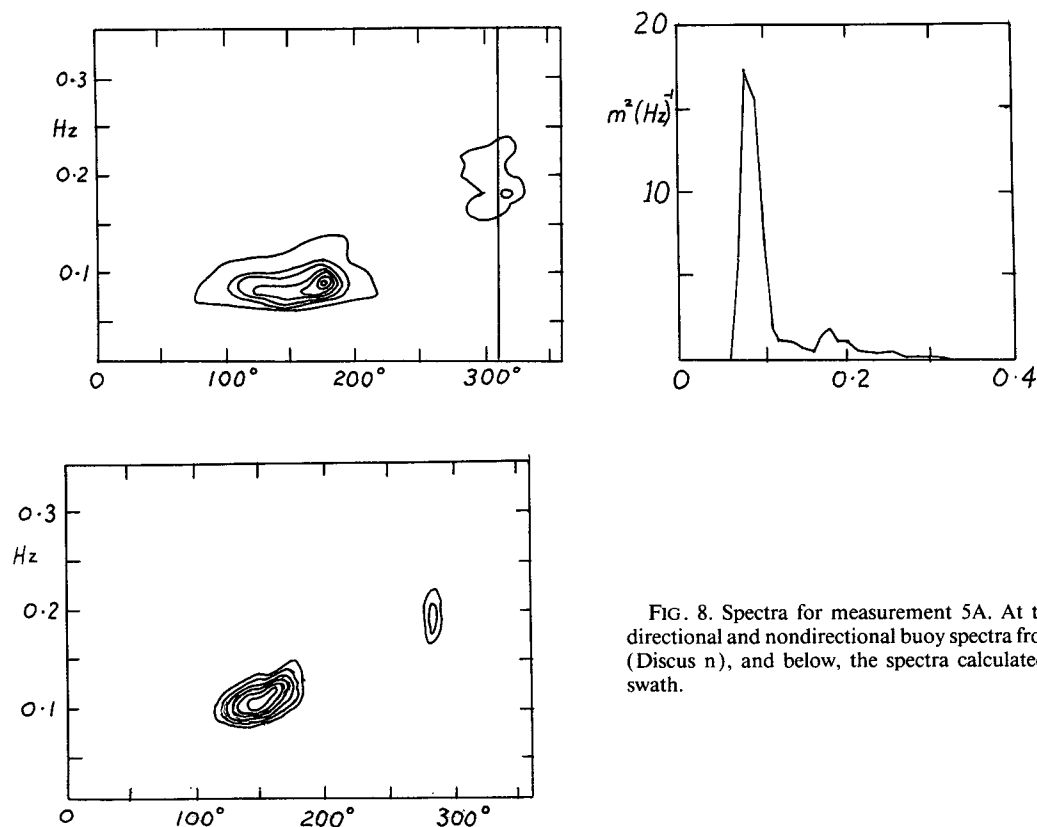 0.3
Hz
0.2
0.1
0 100° 200° 300°
20
m²(Hz)⁻¹
10
0 0.2 0.4
0.3
Hz
0.2
0.1
0 100° 200° 300°
FIG. 8. Spectra for measurement 5A. At t
directional and nondirectional buoy spectra fro
(Discus n), and below, the spectra calculated
swath.